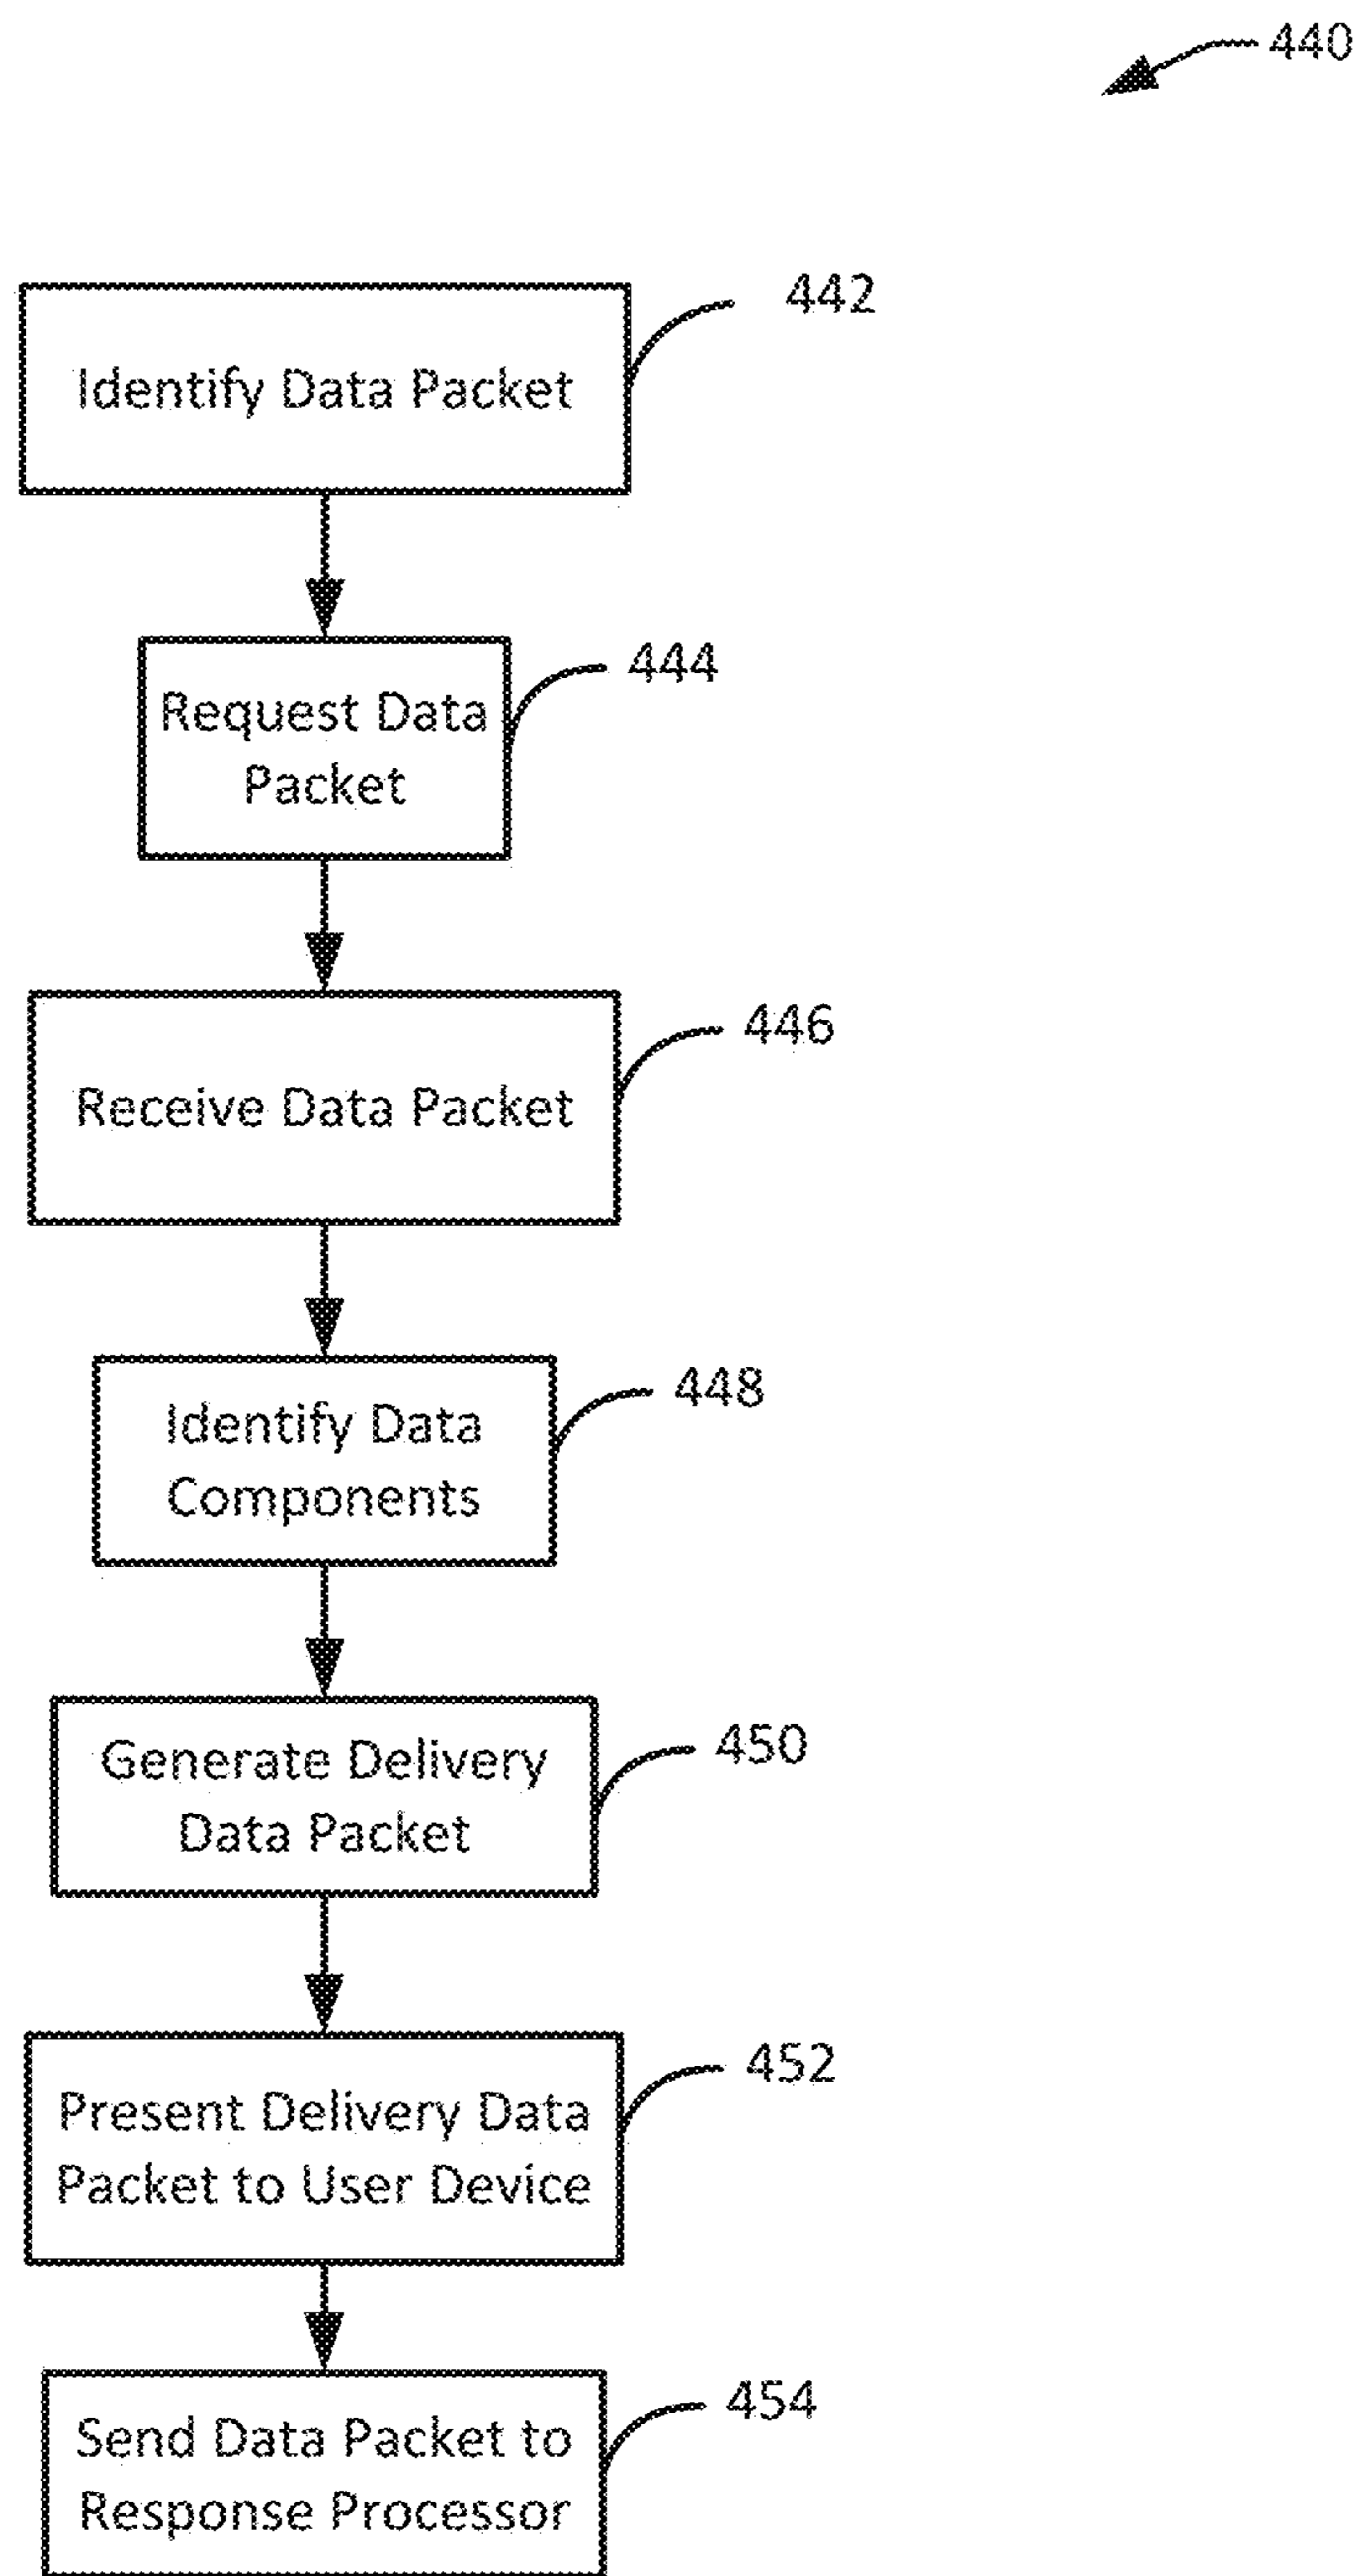 440
442
Identify Data Packet
444
Request Data
Packet
446
Receive Data Packet
448
Identify Data
Components
450
Generate Delivery
Data Packet
452
Present Delivery Data
Packet to User Device
454
Send Data Packet to
Response Processor